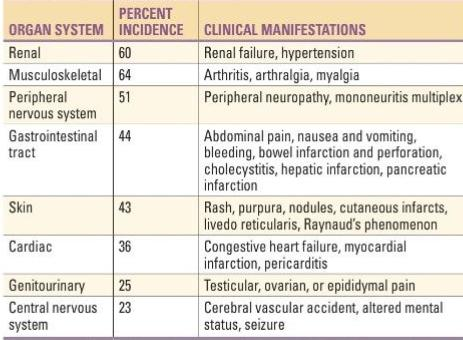 ORGAN SYSTEM PERCENT INCIDENCE CLINICAL MANIFESTATIONS
Renal 60 Renal failure, hypertension
Musculoskeletal 64 Arthritis, arthralgia, myalgia
Peripheral 51 Peripheral neuropathy, mononeuritis multiplex
nervous system
Gastrointestinal 44 Abdominal pain, nausea and vomiting,
tract bleeding, bowel infarction and perforation,
cholecystitis, hepatic infarction, pancreatic
infarction
Skin 43 Rash, purpura, nodules, cutaneous infarcts,
livedo reticularis, Raynaud's phenomenon
Cardiac 36 Congestive heart failure, myocardial
infarction, pericarditis
Genitourinary 25 Testicular, ovarian, or epididymal pain
Central nervous 23 Cerebral vascular accident, altered mental
system status, seizure